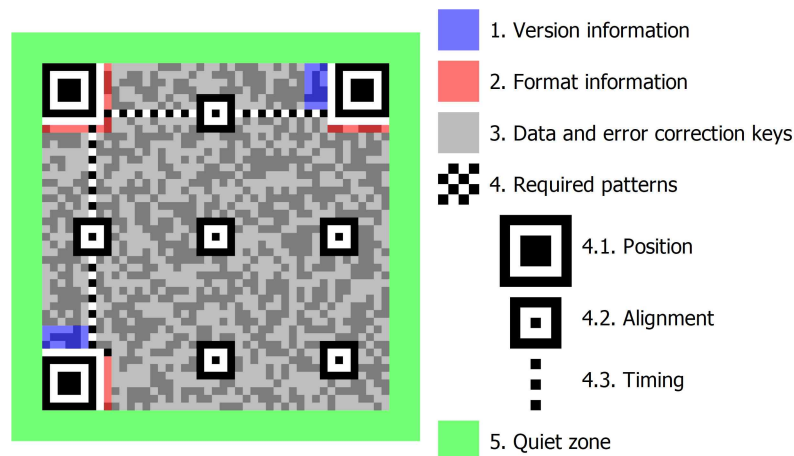 1. Version information
2. Format information
3. Data and error correction keys
4. Required patterns
4.1. Position
4.2. Alignment
4.3. Timing
5. Quiet zone